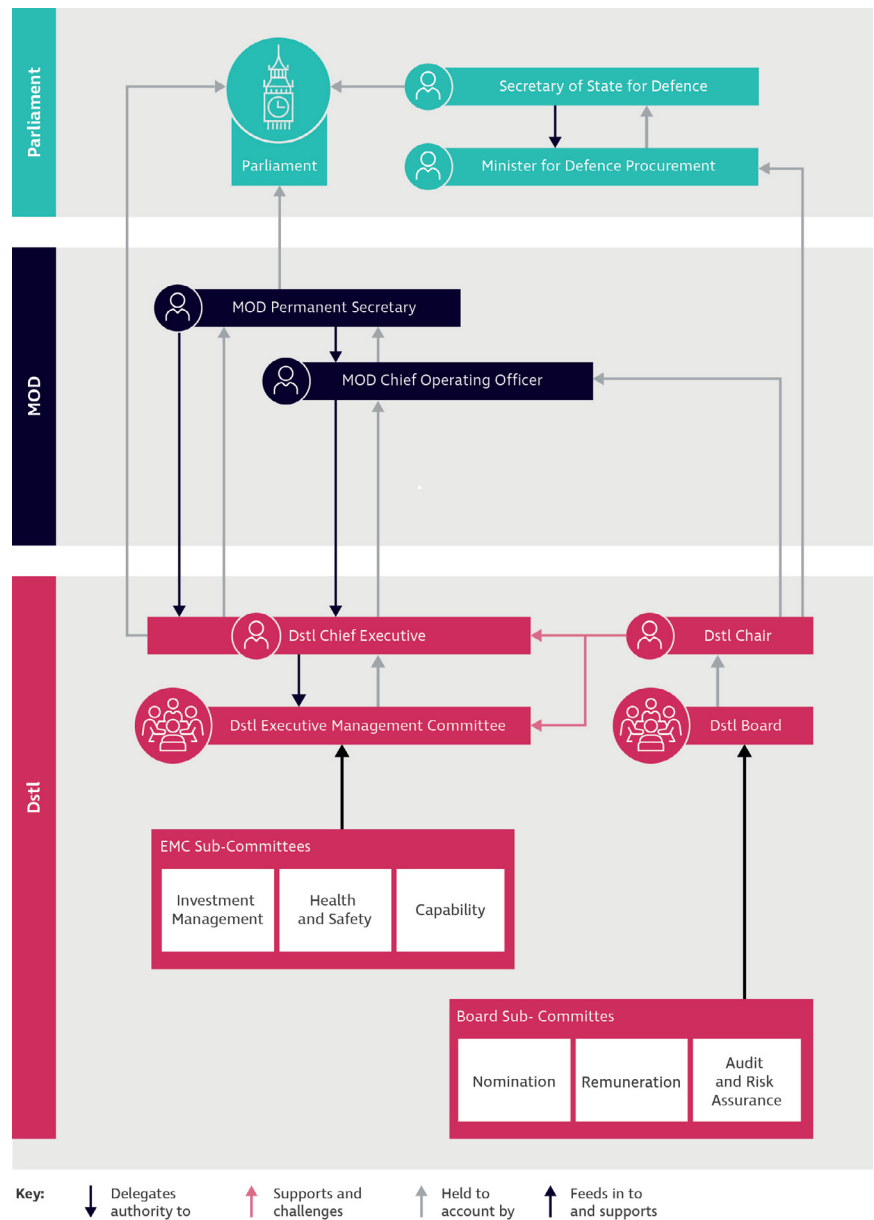 Parliament
Secretary of State for Defence
Parliament
Minister for Defence Procurement
MOD
MOD Permanent Secretary
MOD Chief Operating Officer
Dstl
Dstl Chief Executive
Dstl Chair
Dstl Executive Management Committee
Dstl Board
EMC Sub-Committees
Investment
Management
Health
and Safety
Capability
Board Sub- Committes
Nomination
Remuneration
Audit
and Risk
Assurance
Key:
Delegates
authority to
Supports and
challenges
Held to
account by
Feeds in to
and supports